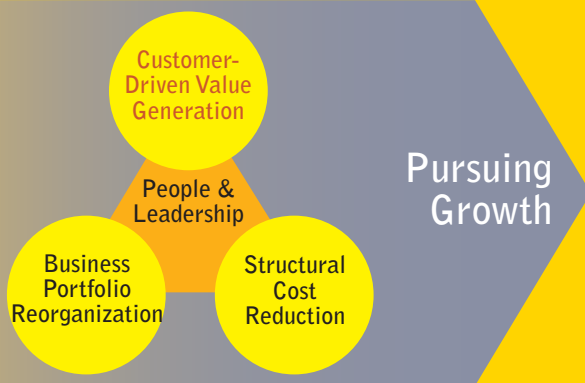 Customer-
Driven Value
Generation
People &
Leadership
Business
Portfolio
Reorganization
Structural
Cost
Reduction
Pursuing
Growth